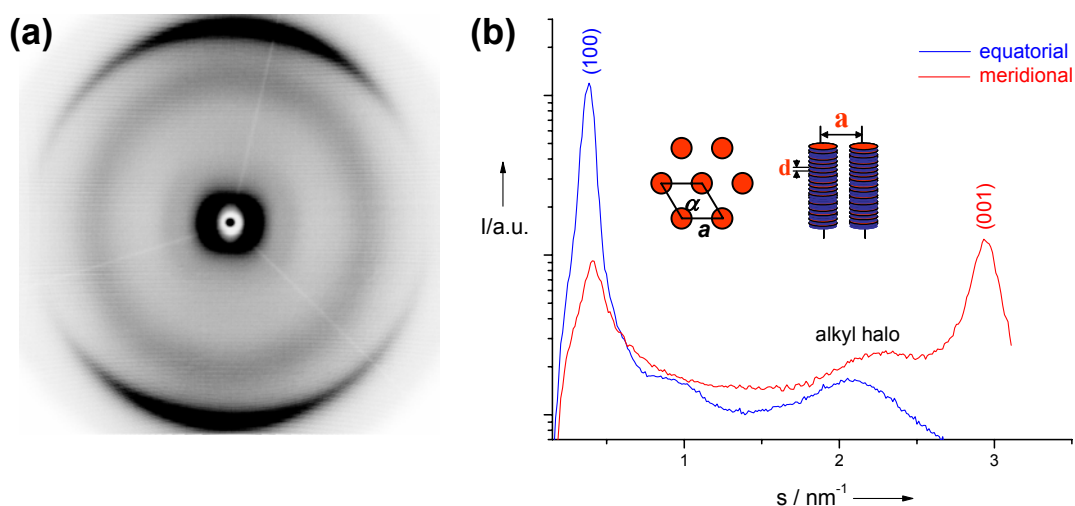 (a)
(b)
(100)
equatorial
meridional
a
d
α
a
(001)
I/a.u.
alkyl halo
1
2
3
s / nm-1